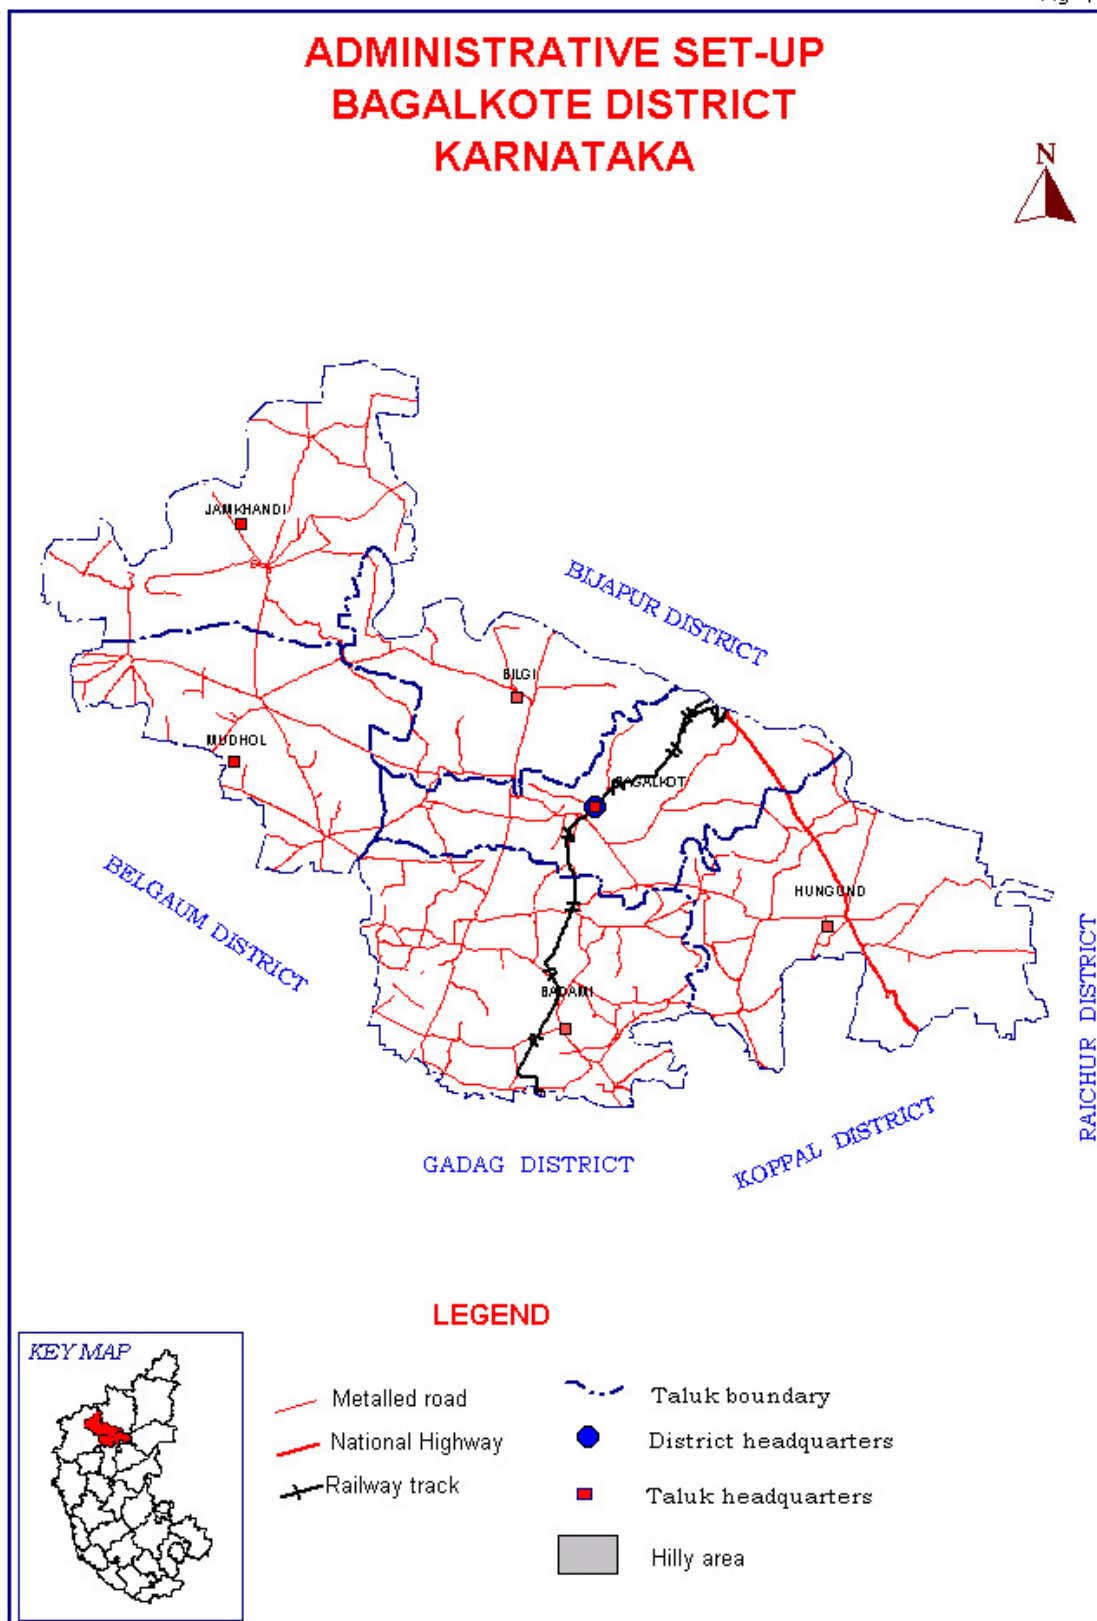 ADMINISTRATIVE SET-UP
BAGALKOTE DISTRICT
KARNATAKA
N
JAMKHANDI
BIJAPUR DISTRICT
BILGI
MUDHOL
BAGALKOT
BELGAUM DISTRICT
HUNGUND
BADAMI
RAICHUR DISTRICT
KOPPAL DISTRICT
GADAG DISTRICT
LEGEND
KEY MAP
Metalled road
National Highway
Railway track
Taluk boundary
District headquarters
Taluk headquarters
Hilly area